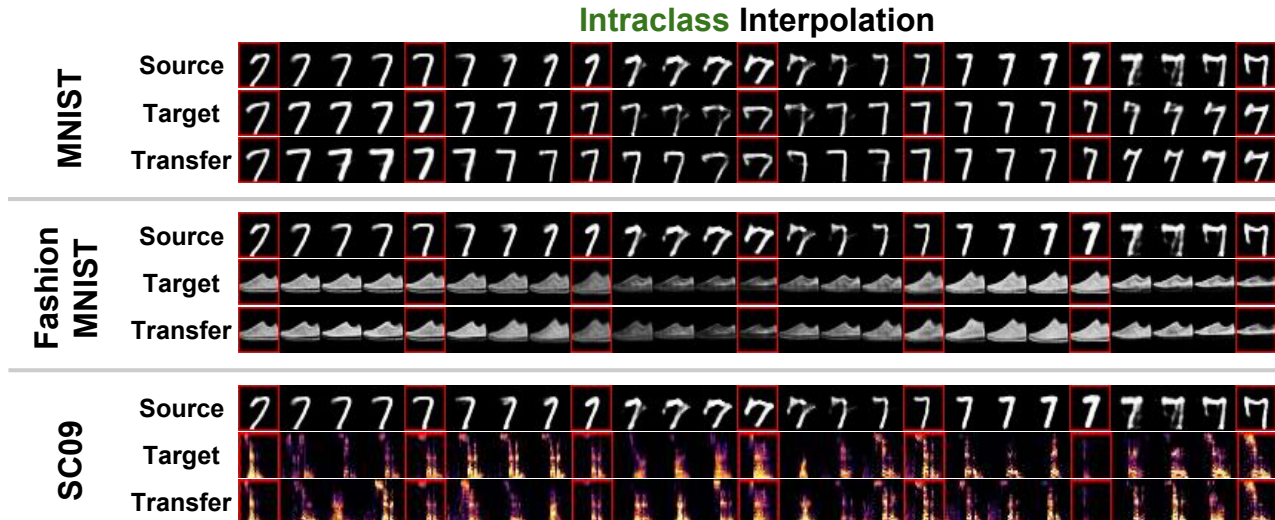 Intraclass Interpolation
MNIST
Source
Target
Transfer
Fashion
MNIST
Source
Target
Transfer
SC09
Source
Target
Transfer